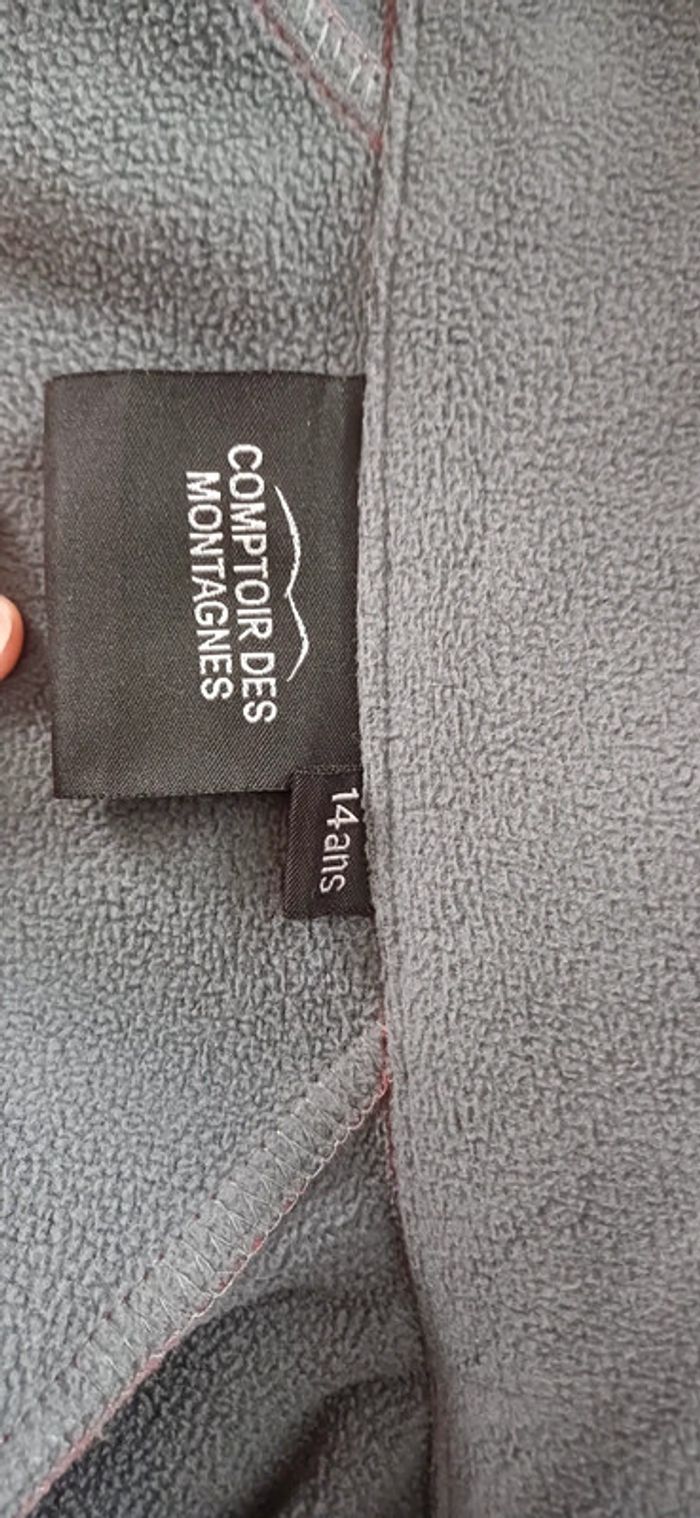 COMPTOIR DES
MONTAGNES
14ans